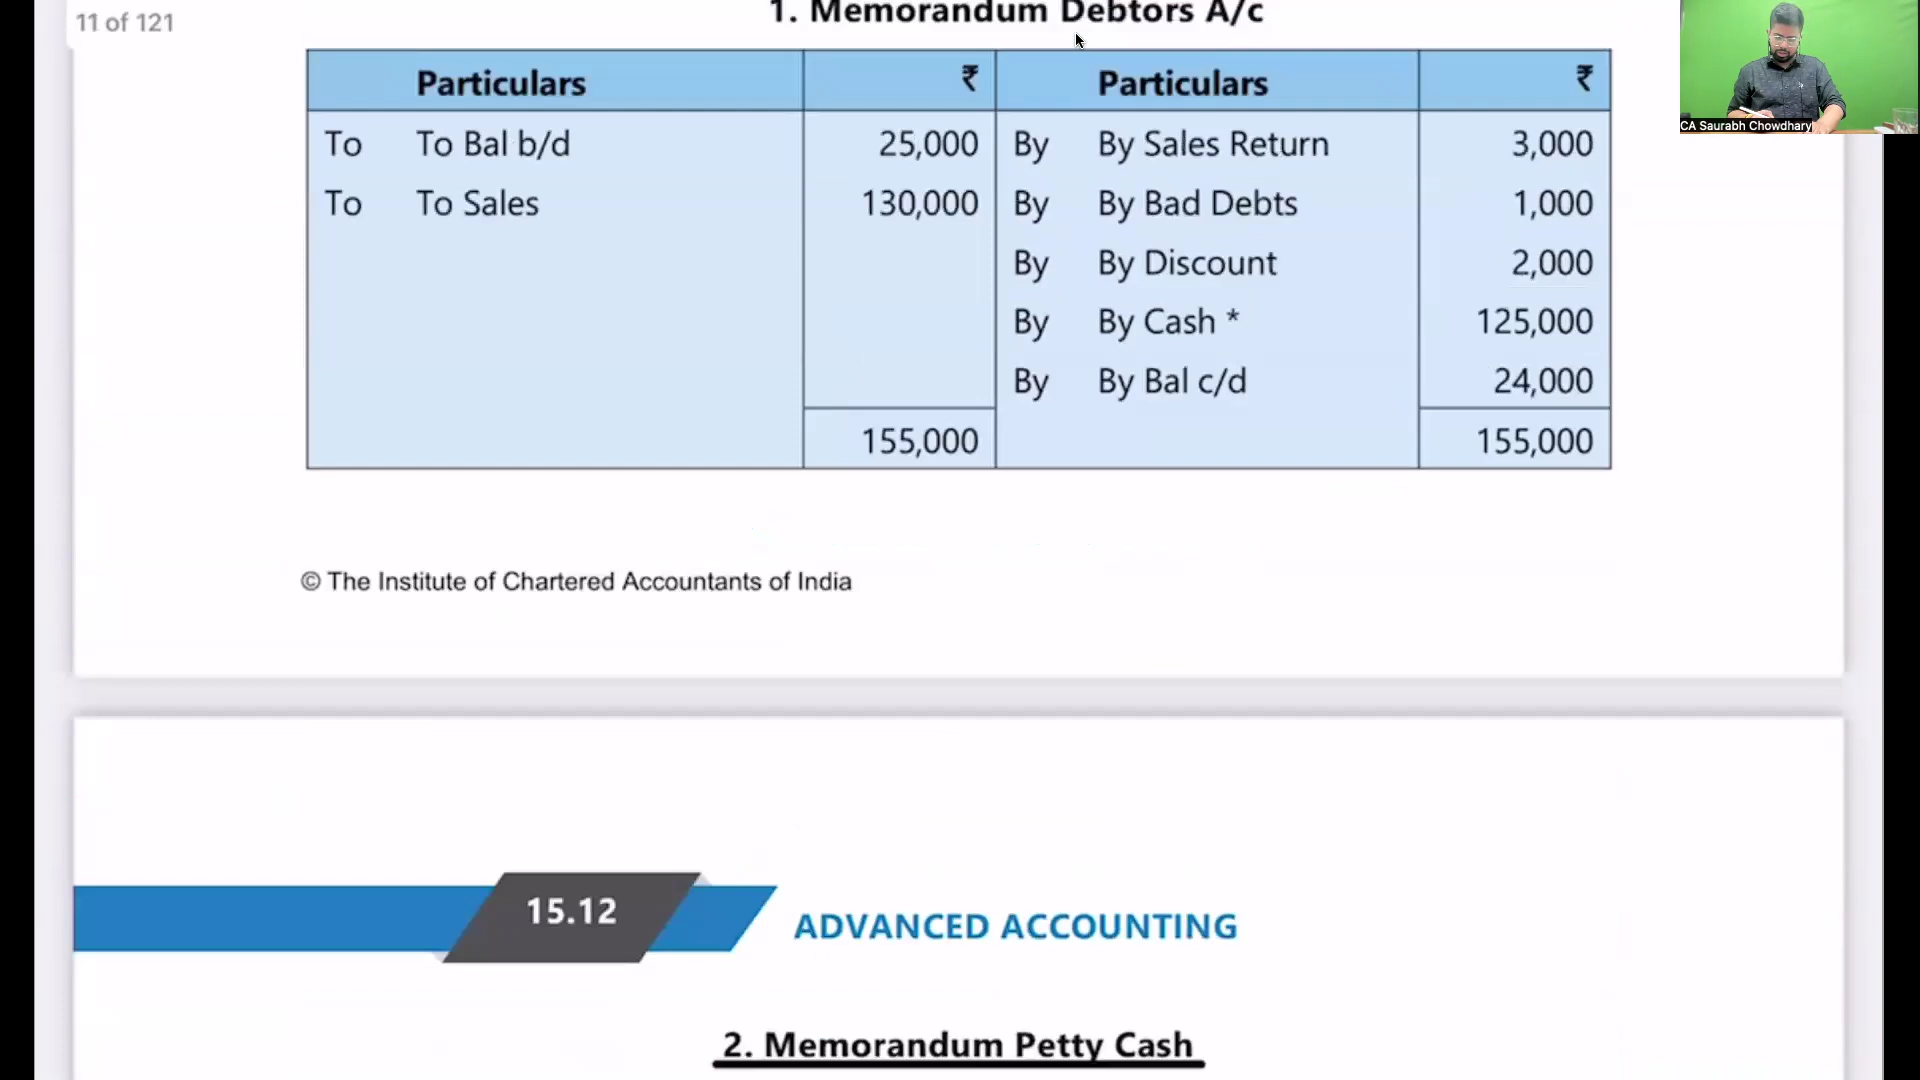 11 of 121
1. Memorandum Debtors A/c
CA Saurabh Chowdhary
Particulars ₹ Particulars ₹
To To Bal b/d 25,000 By By Sales Return 3,000
To To Sales 130,000 By By Bad Debts 1,000
By By Discount 2,000
By By Cash * 125,000
By By Bal c/d 24,000
155,000 155,000
© The Institute of Chartered Accountants of India
15.12 ADVANCED ACCOUNTING
2. Memorandum Petty Cash